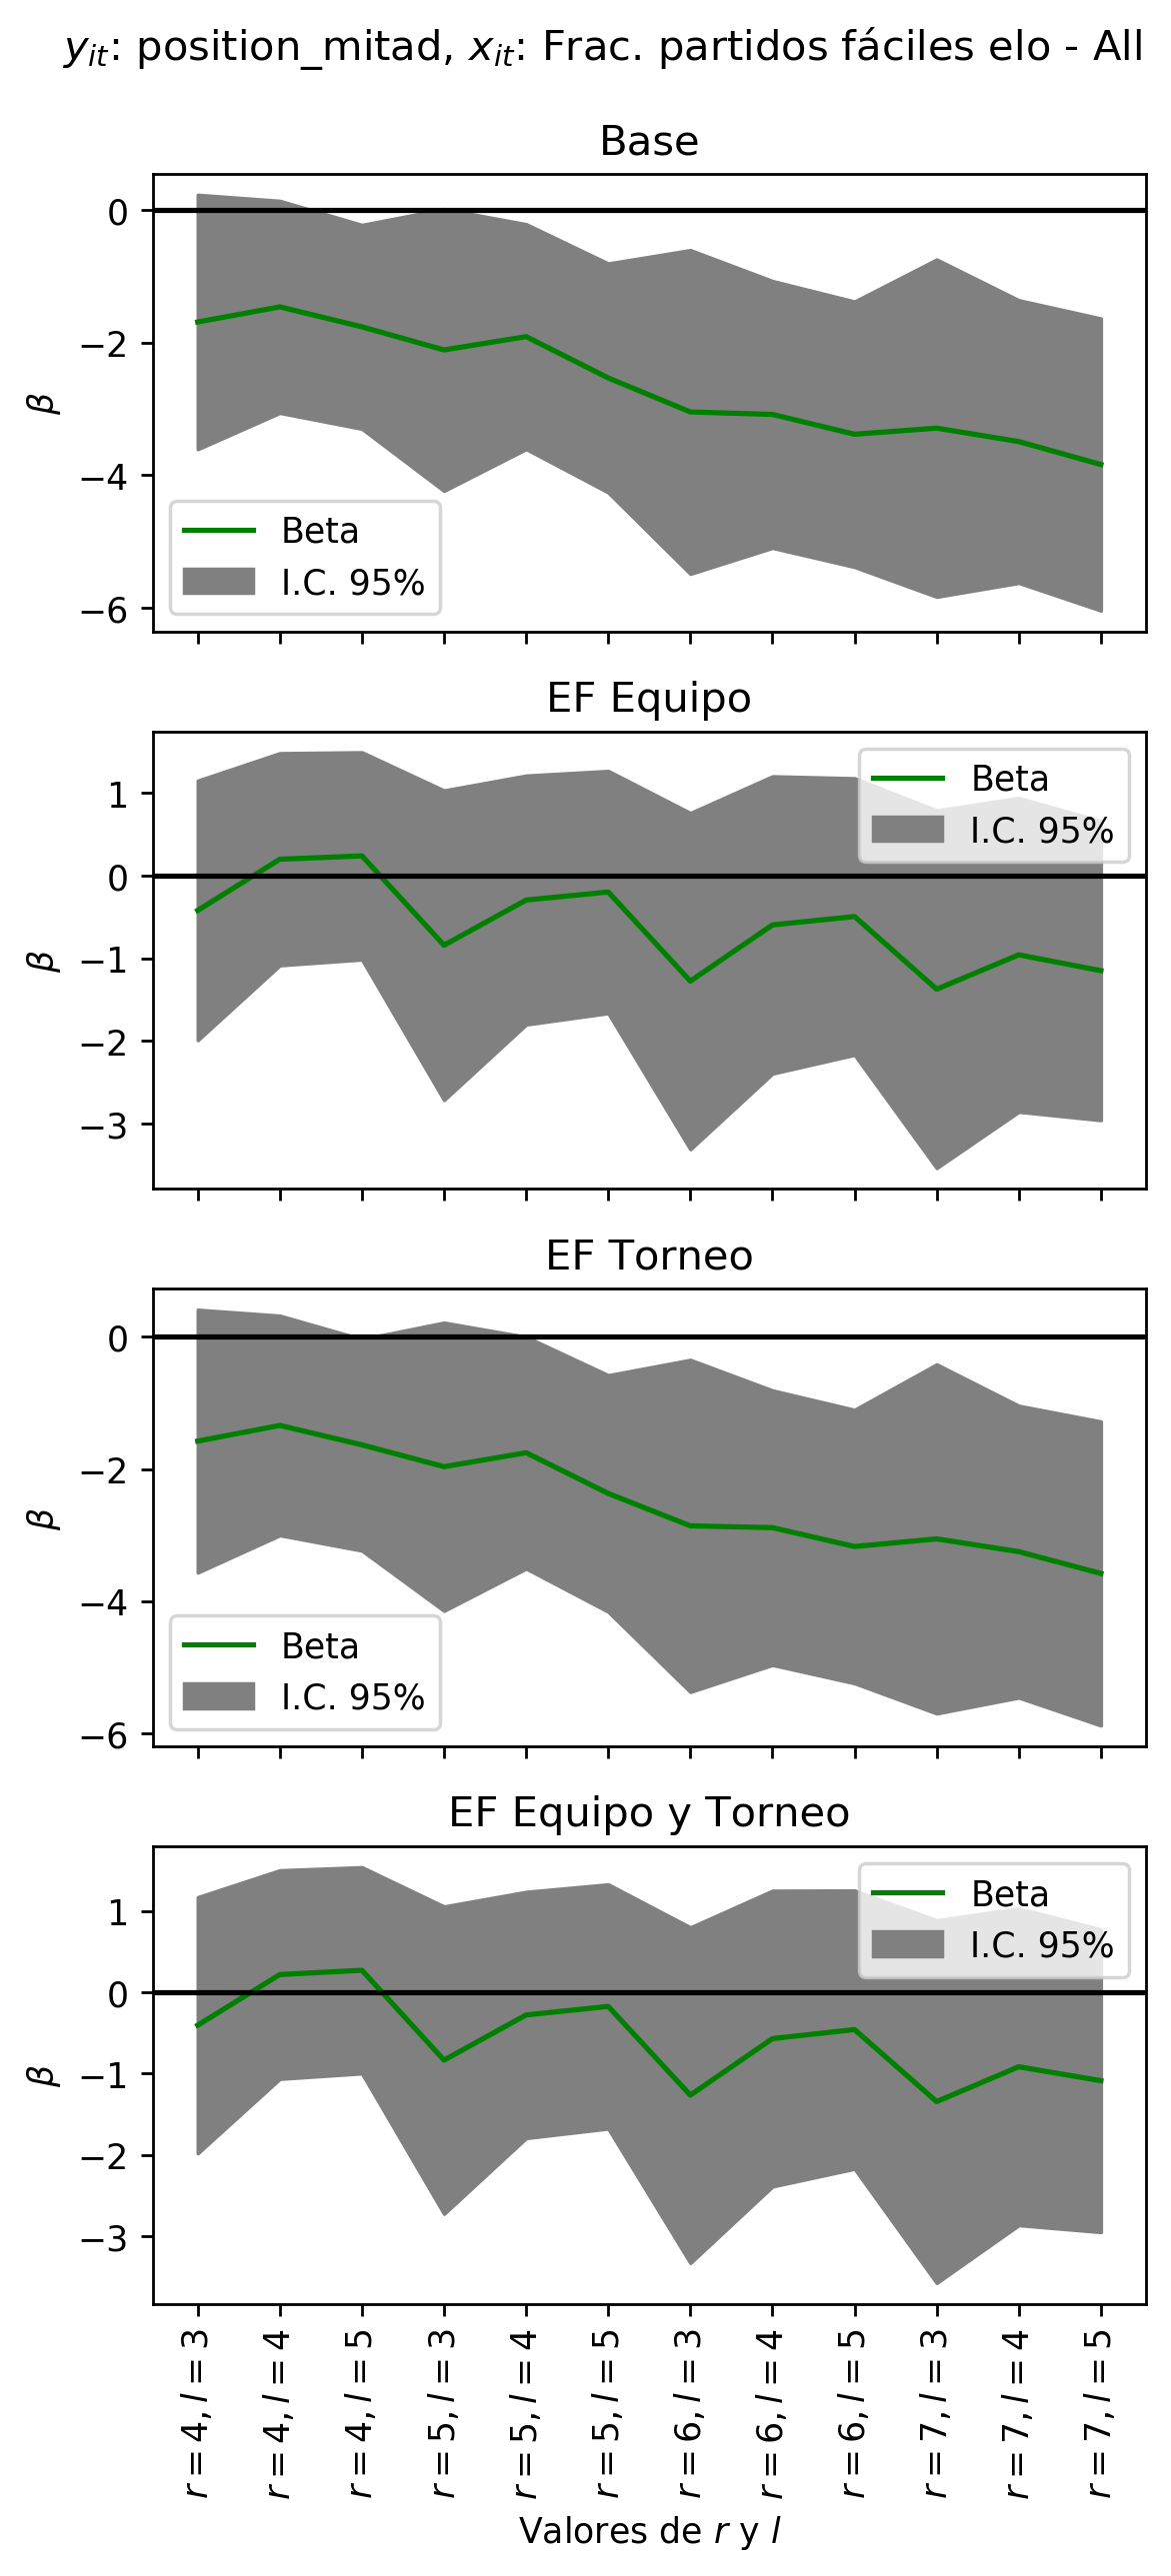 y_it: position_mitad, x_it: Frac. partidos fáciles elo - All
Base
0
−2
−4
−6
β
Beta
I.C. 95%
EF Equipo
1
0
−1
−2
−3
β
Beta
I.C. 95%
EF Torneo
0
−2
−4
−6
β
Beta
I.C. 95%
EF Equipo y Torneo
1
0
−1
−2
−3
β
Beta
I.C. 95%
r = 4, l = 3
r = 4, l = 4
r = 4, l = 5
r = 5, l = 3
r = 5, l = 4
r = 5, l = 5
r = 6, l = 3
r = 6, l = 4
r = 6, l = 5
r = 7, l = 3
r = 7, l = 4
r = 7, l = 5
Valores de r y l